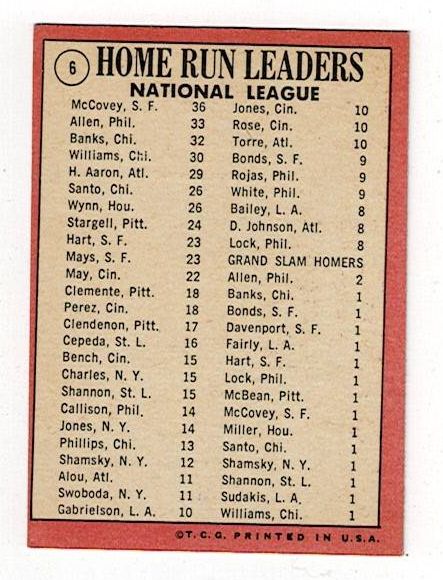 6
HOME RUN LEADERS
NATIONAL LEAGUE
McCovey, S. F. 36
Allen, Phil. 33
Banks, Chi. 32
Williams, Chi. 30
H. Aaron, Atl. 29
Santo, Chi. 26
Wynn, Hou. 26
Stargell, Pitt. 24
Hart, S. F. 23
Mays, S. F. 23
May, Cin. 22
Clemente, Pitt. 18
Perez, Cin. 18
Clendenon, Pitt. 17
Cepeda, St. L. 16
Bench, Cin. 15
Charles, N. Y. 15
Shannon, St. L. 15
Callison, Phil. 14
Jones, N. Y. 14
Phillips, Chi. 13
Shamsky, N. Y. 12
Alou, Atl. 11
Swoboda, N. Y. 11
Gabrielson, L. A. 10
Jones, Cin. 10
Rose, Cin. 10
Torre, Atl. 10
Bonds, S. F. 9
Rojas, Phil. 9
White, Phil. 9
Bailey, L. A. 8
D. Johnson, Atl. 8
Lock, Phil. 8
GRAND SLAM HOMERS
Allen, Phil. 2
Banks, Chi. 1
Bonds, S. F. 1
Davenport, S. F. 1
Fairly, L. A. 1
Hart, S. F. 1
Lock, Phil. 1
McBean, Pitt. 1
McCovey, S. F. 1
Miller, Hou. 1
Santo, Chi. 1
Shamsky, N. Y. 1
Shannon, St. L. 1
Sudakis, L. A. 1
Williams, Chi. 1
©T.C.G. PRINTED IN U.S.A.